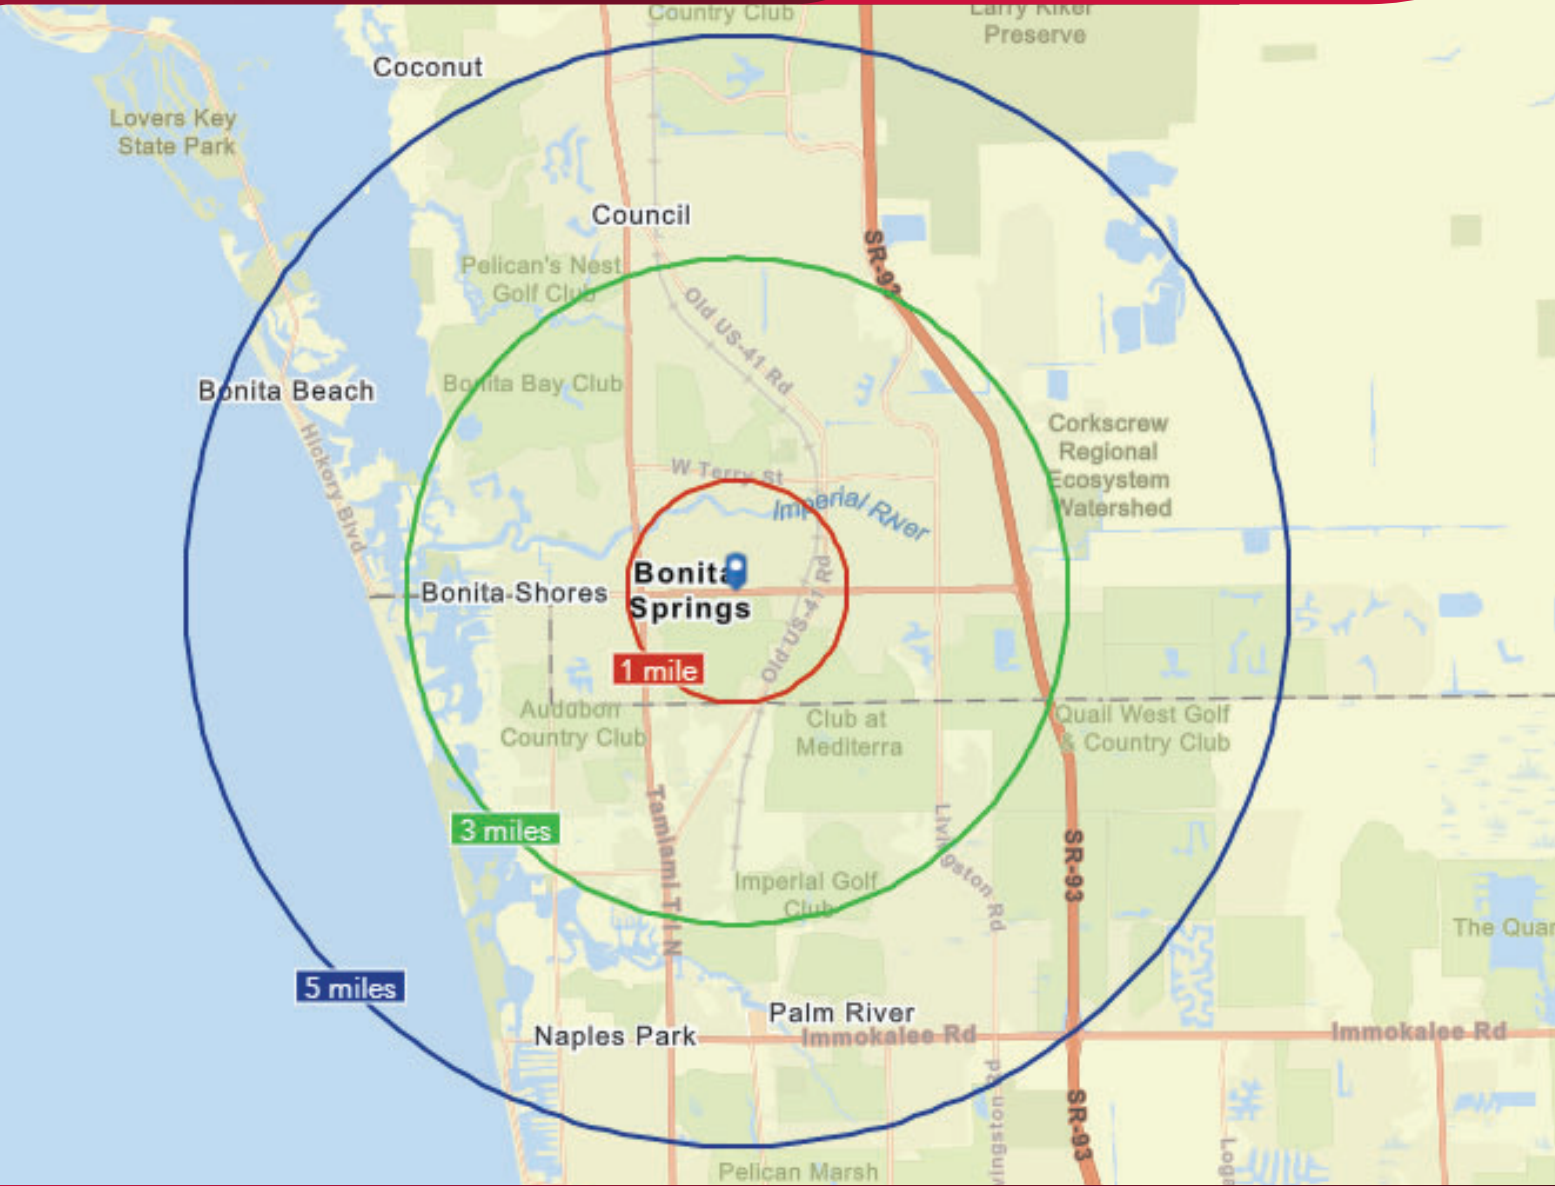 Country Club
Larry Kiker
Preserve
Coconut
Lovers Key
State Park
Council
SR-93
Pelican's Nest
Golf Club
Old US-41 Rd
Bonita Beach
Bonita Bay Club
Hickory Blvd
Corkscrew
Regional
Ecosystem
Watershed
W Terry St
Imperial River
Bonita
Springs
Bonita Shores
Old US-41 Rd
1 mile
Audubon
Country Club
Club at
Mediterra
Quail West Golf
& Country Club
Tamiami Trl N
3 miles
Livingston Rd
SR-93
Imperial Golf
Club
The Quar
5 miles
Palm River
Naples Park
Immokalee Rd
Immokalee Rd
vingston Rd
SR-93
Loga
Pelican Marsh